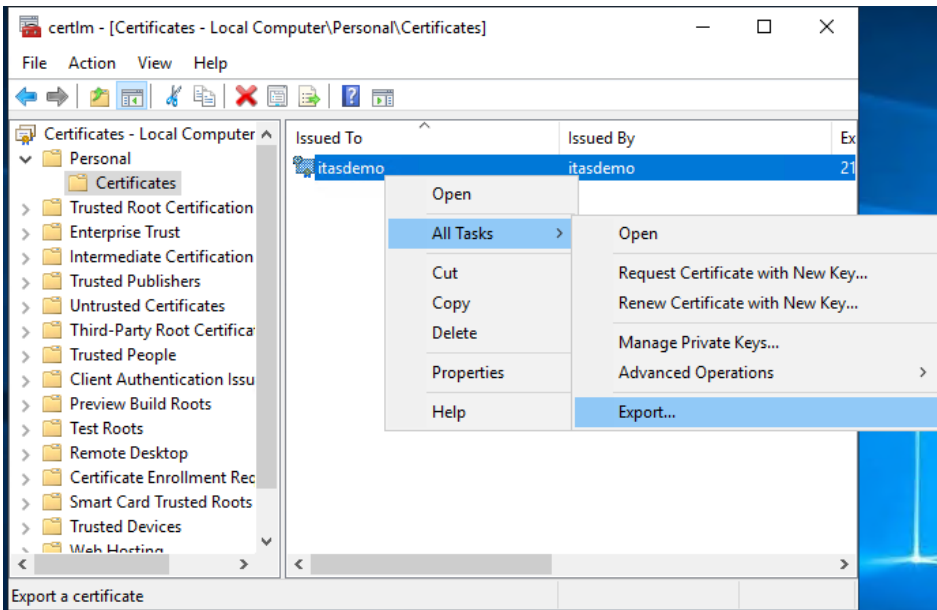 certlm - [Certificates - Local Computer\Personal\Certificates]
File Action View Help
Certificates - Local Computer
Personal
Certificates
Trusted Root Certification
Enterprise Trust
Intermediate Certification
Trusted Publishers
Untrusted Certificates
Third-Party Root Certificat
Trusted People
Client Authentication Issu
Preview Build Roots
Test Roots
Remote Desktop
Certificate Enrollment Rec
Smart Card Trusted Roots
Trusted Devices
Web Hosting
Issued To Issued By Ex
itasdemo itasdemo 21
Open
All Tasks
Cut
Copy
Delete
Properties
Help
Open
Request Certificate with New Key...
Renew Certificate with New Key...
Manage Private Keys...
Advanced Operations
Export...
Export a certificate